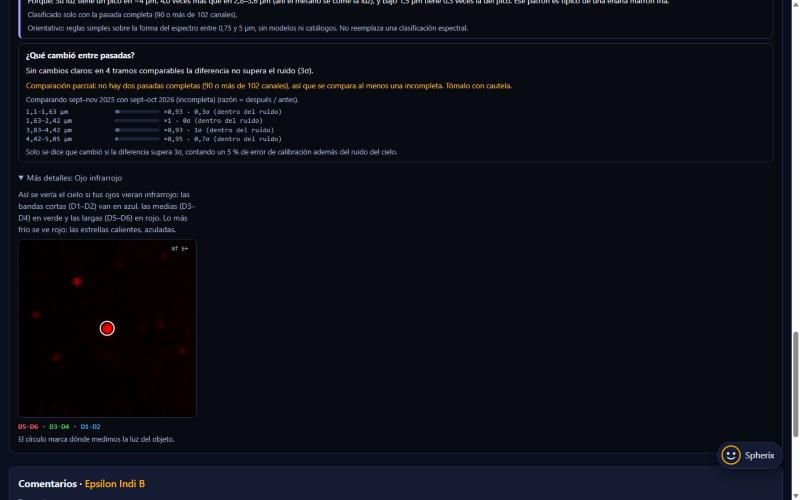 Porque: Su luz tiene un pico en ~4 µm, 4,0 veces más que en 2,8–3,6 µm (ahí el metano se come la luz), y bajo 1,5 µm tiene 0,3 veces la del pico. Ese patrón es típico de una enana marrón fría.
Clasificado solo con la pasada completa (90 o más de 102 canales).
Orientativo: reglas simples sobre la forma del espectro entre 0,75 y 5 µm, sin modelos ni catálogos. No reemplaza una clasificación espectral.
¿Qué cambió entre pasadas?
Sin cambios claros: en 4 tramos comparables la diferencia no supera el ruido (3σ).
Comparación parcial: no hay dos pasadas completas (90 o más de 102 canales), así que se compara al menos una incompleta. Tómalo con cautela.
Comparando sept–nov 2025 con sept–oct 2026 (incompleta) (razón = después / antes).
1,1–1,63 µm ×0,93 · 0,3σ (dentro del ruido)
1,63–2,42 µm ×1 · 0σ (dentro del ruido)
3,83–4,42 µm ×0,93 · 1σ (dentro del ruido)
4,42–5,05 µm ×0,95 · 0,7σ (dentro del ruido)
Solo se dice que cambió si la diferencia supera 3σ, contando un 5 % de error de calibración además del ruido del cielo.
▼ Más detalles: Ojo infrarrojo
Así se vería el cielo si tus ojos vieran infrarrojo: las
bandas cortas (D1–D2) van en azul, las medias (D3–
D4) en verde y las largas (D5–D6) en rojo. Lo más
frío se ve rojo; las estrellas calientes, azuladas.
N↑ E←
D5-D6 · D3-D4 · D1-D2
El círculo marca dónde medimos la luz del objeto.
Spherix
Comentarios · Epsilon Indi B